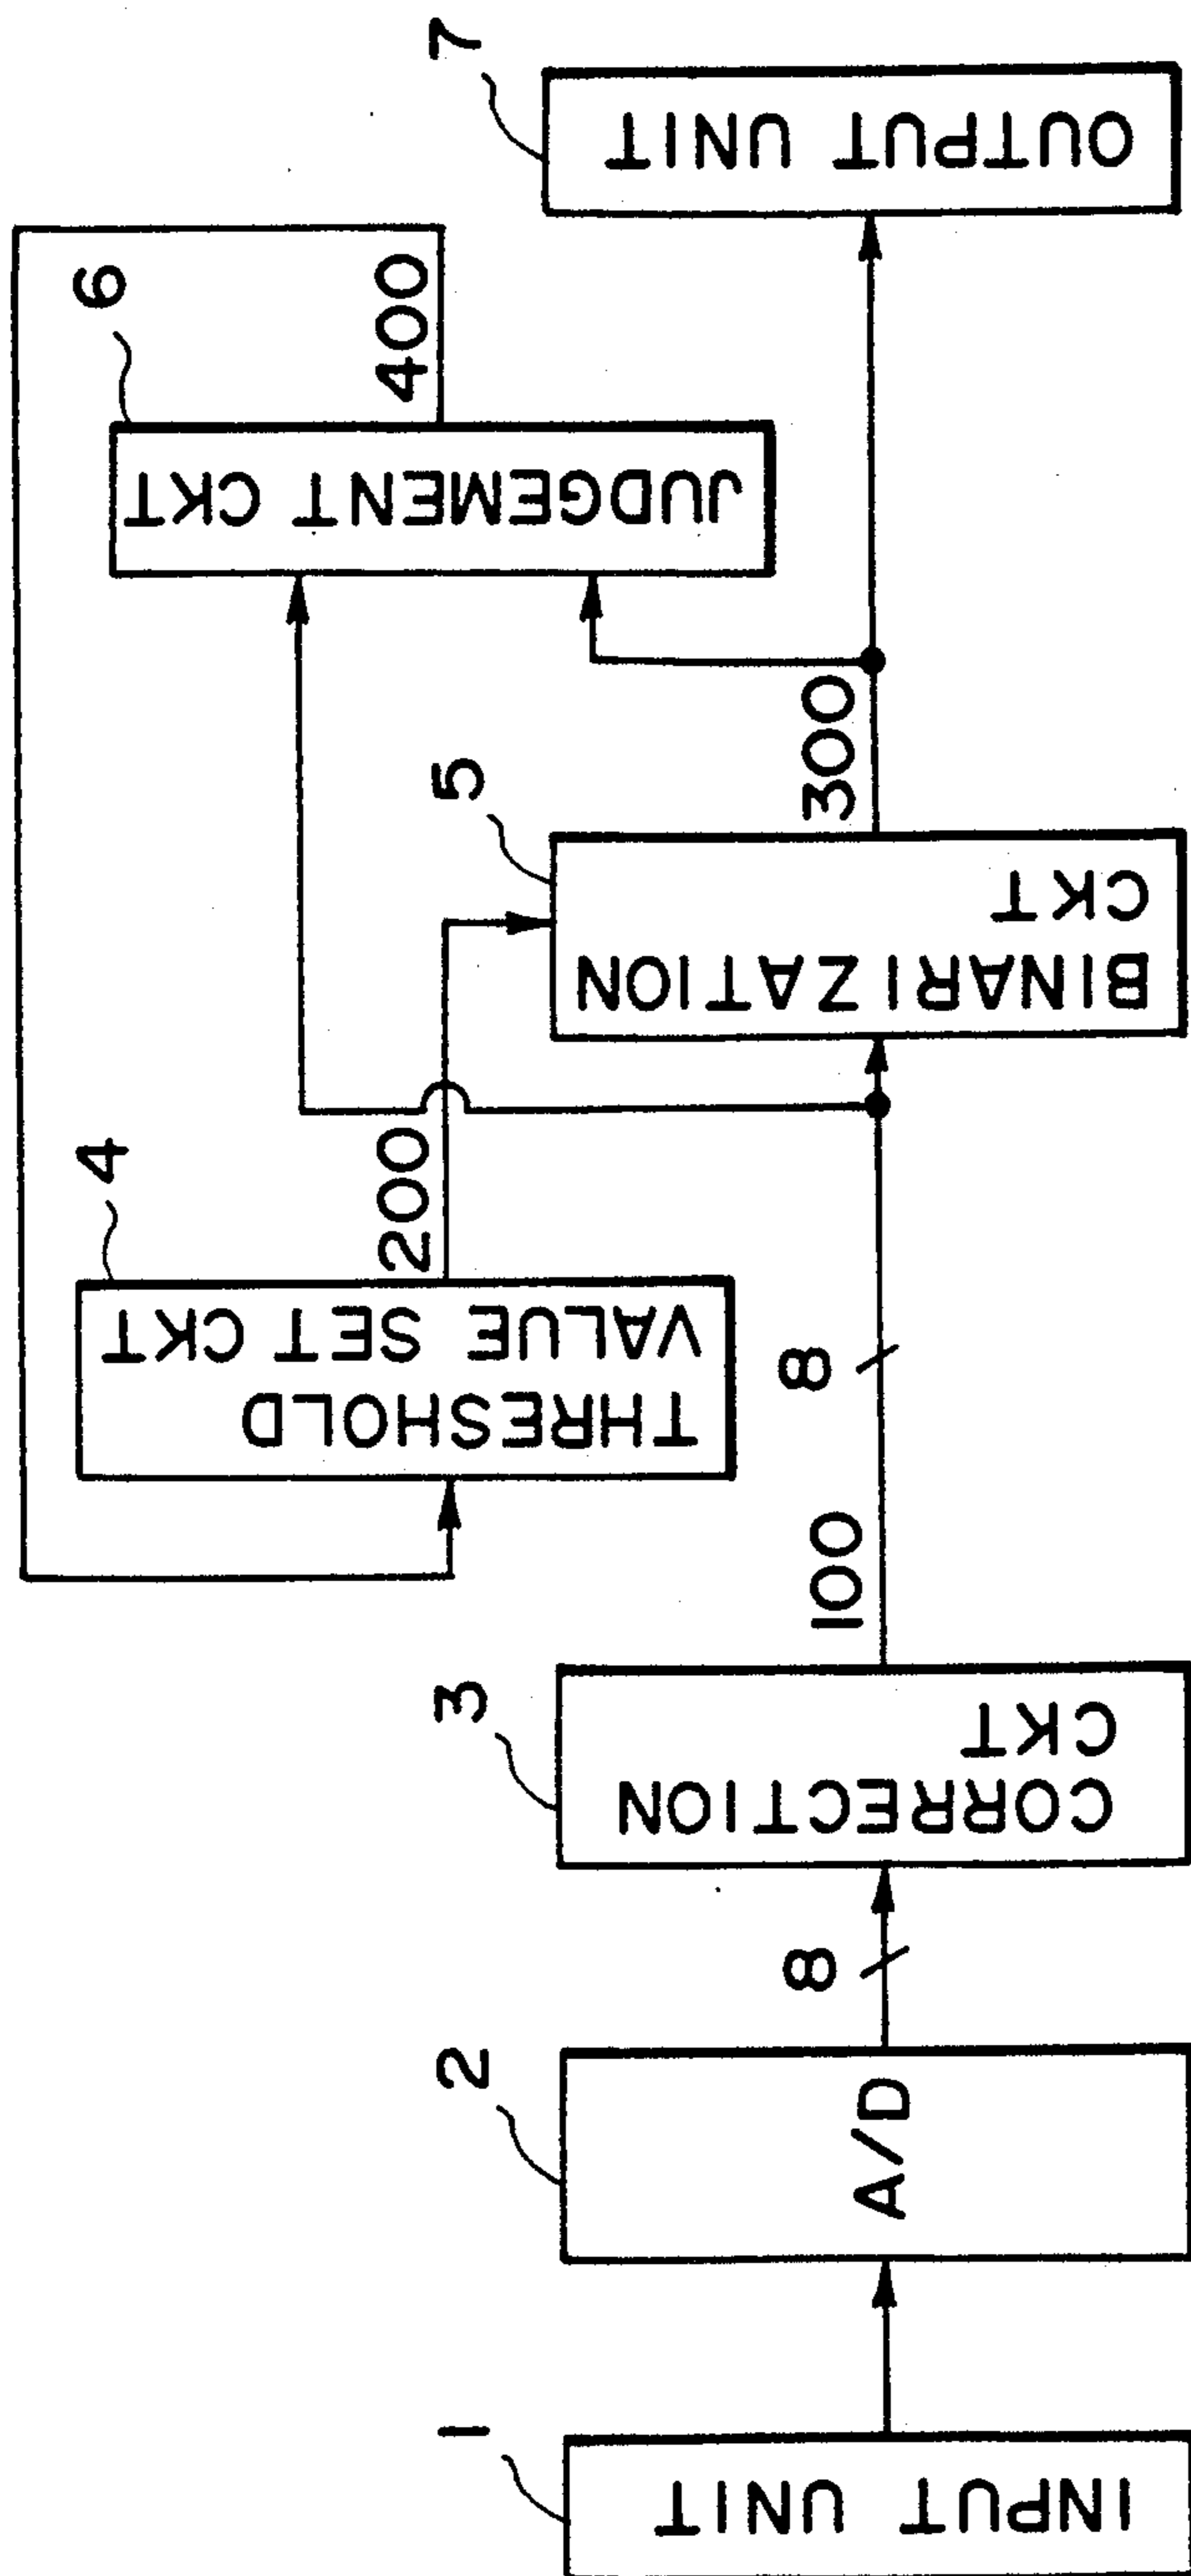 1
INPUT UNIT
2
A/D
8
3
CORRECTION
CKT
100
8
4
THRESHOLD
VALUE SET CKT
200
5
BINARIZATION
CKT
300
6
JUDGEMENT CKT
400
7
OUTPUT UNIT